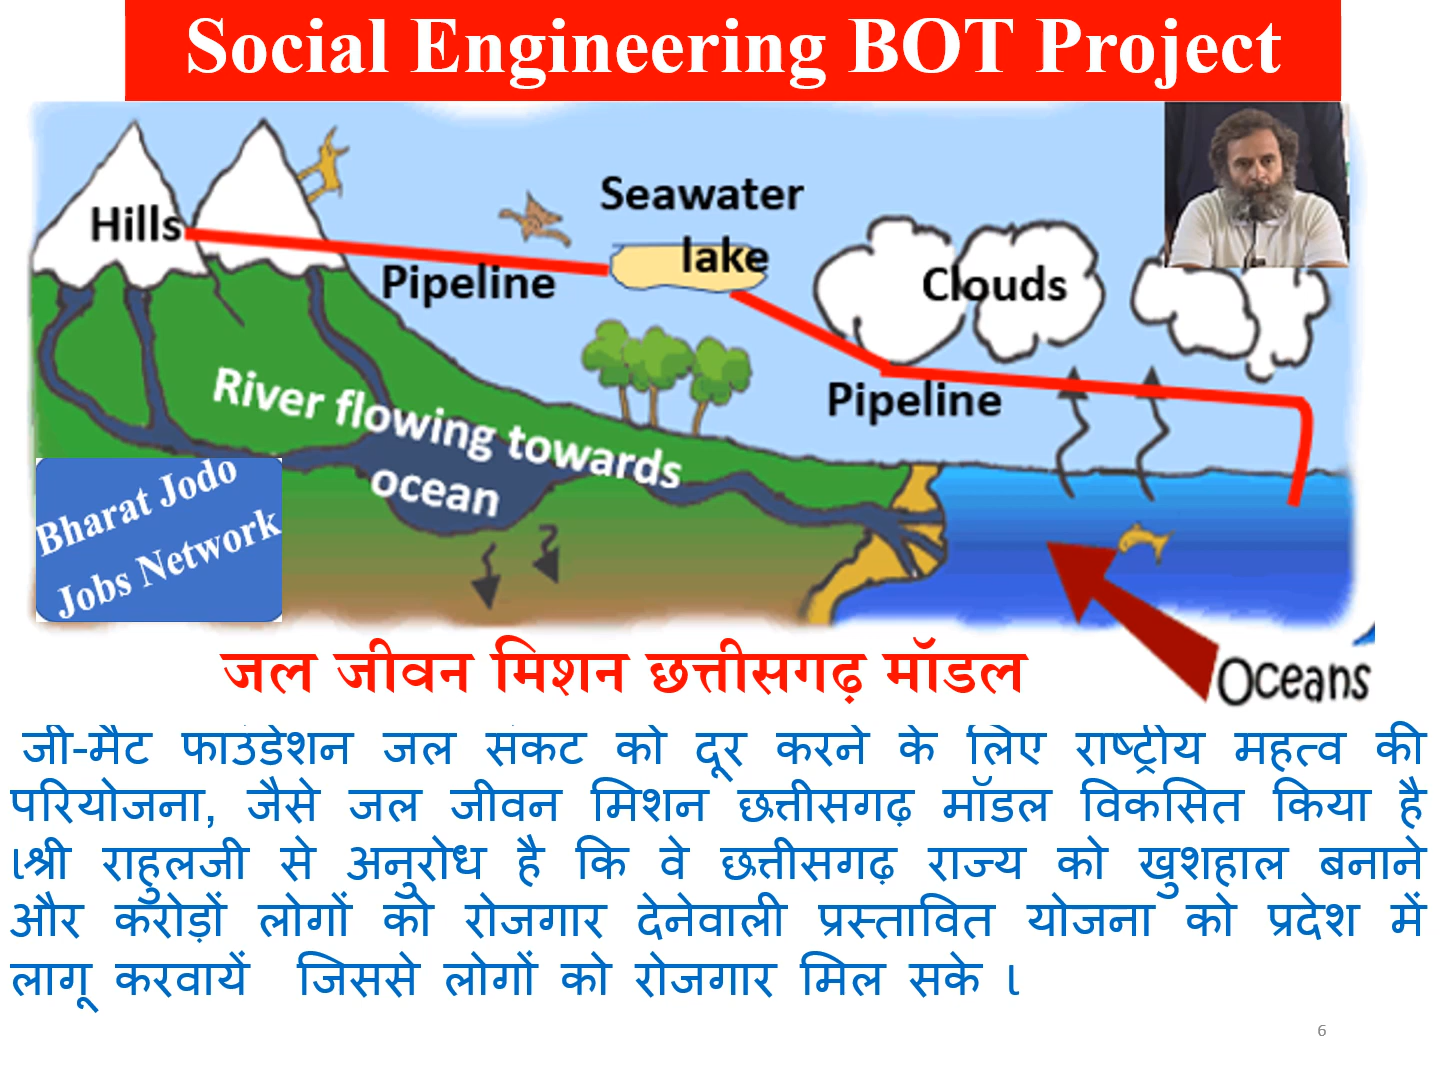 Social Engineering BOT Project
Seawater
lake
Hills
Pipeline
Clouds
Pipeline
River flowing towards
ocean
Bharat Jodo
Jobs Network
Oceans
जल जीवन मिशन छत्तीसगढ़ मॉडल
जी-मैट फाउंडेशन जल संकट को दूर करने के लिए राष्ट्रीय महत्व की
परियोजना, जैसे जल जीवन मिशन छत्तीसगढ़ मॉडल विकसित किया है
।श्री राहुलजी से अनुरोध है कि वे छत्तीसगढ़ राज्य को खुशहाल बनाने
और करोड़ों लोगों को रोजगार देनेवाली प्रस्तावित योजना को प्रदेश में
लागू करवायें जिससे लोगों को रोजगार मिल सके ।
6